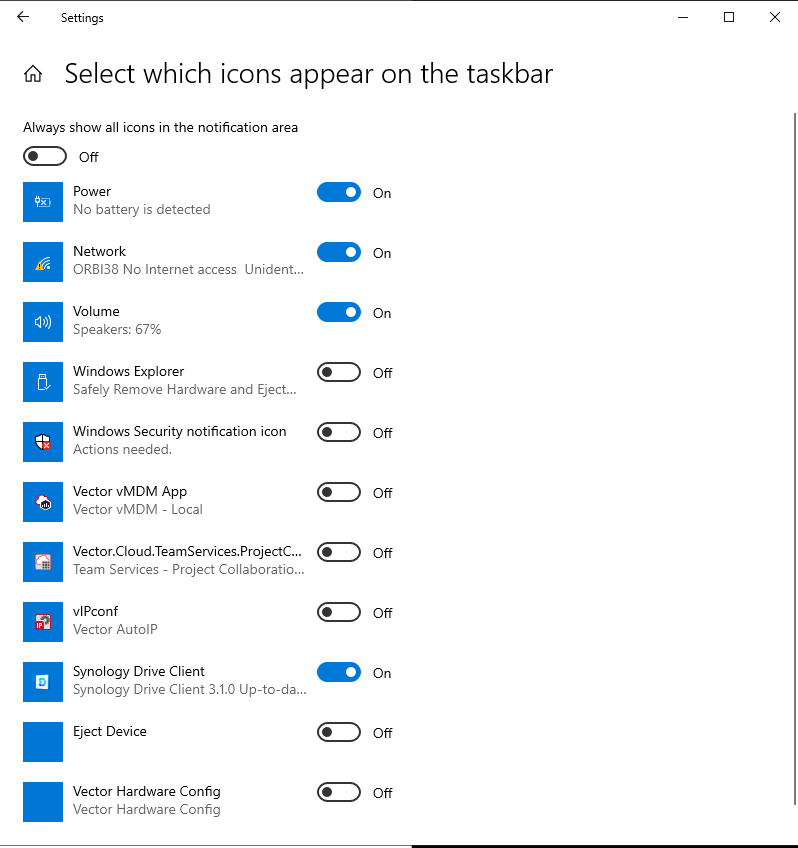 Settings
Select which icons appear on the taskbar
Always show all icons in the notification area
Off
Power
On
No battery is detected
Network
On
ORBI38 No Internet access  Unident...
Volume
On
Speakers: 67%
Windows Explorer
Off
Safely Remove Hardware and Eject...
Windows Security notification icon
Off
Actions needed.
Vector vMDM App
Off
Vector vMDM - Local
Vector.Cloud.TeamServices.ProjectC...
Off
Team Services - Project Collaboratio...
vIPconf
Off
Vector AutoIP
Synology Drive Client
On
Synology Drive Client 3.1.0 Up-to-da...
Eject Device
Off
Vector Hardware Config
Off
Vector Hardware Config